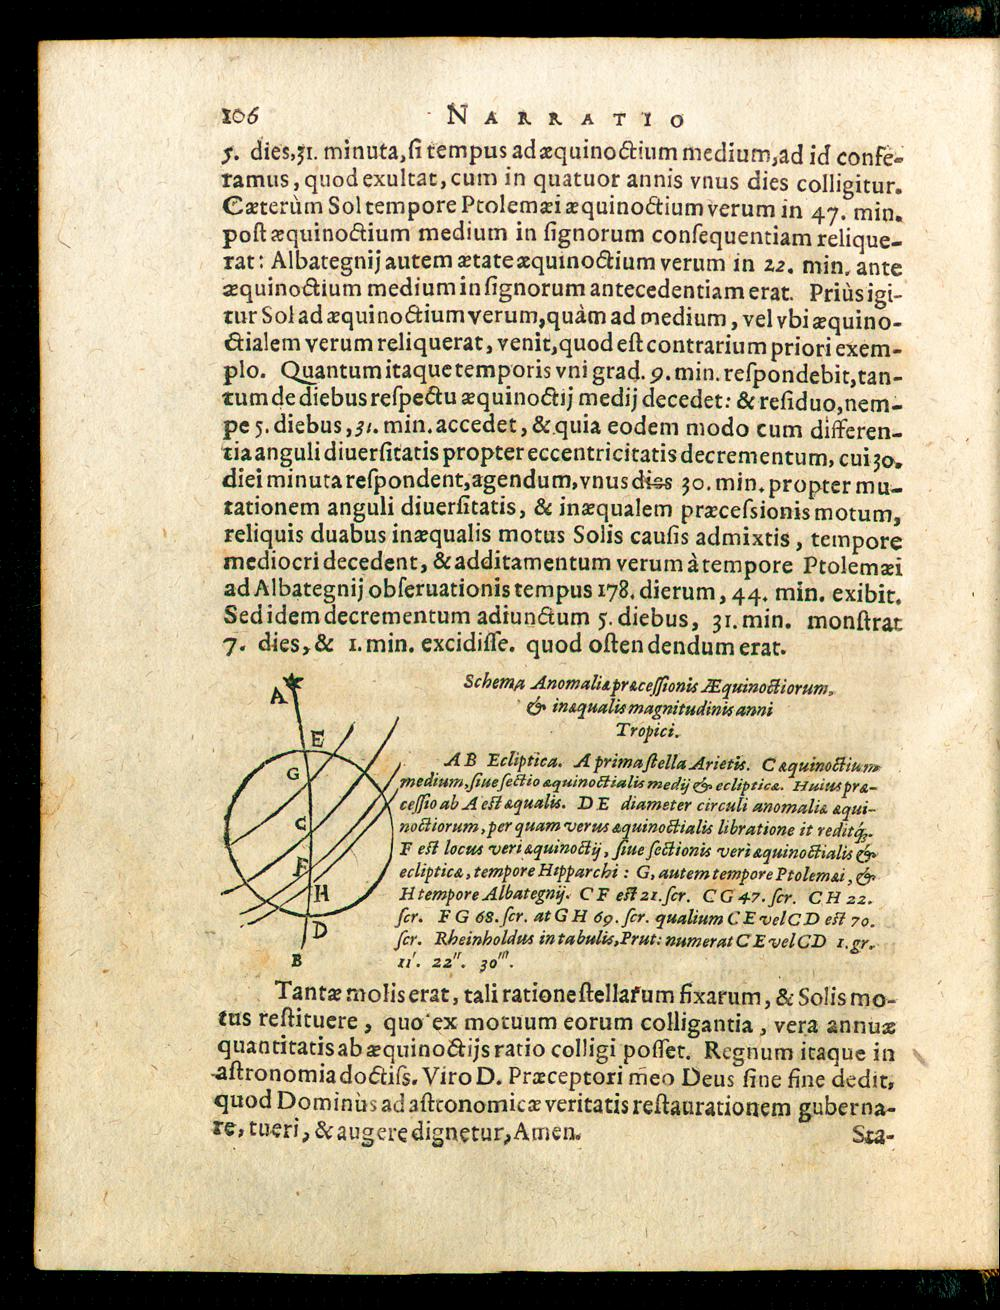 106 NARRATIO
5. dies,31. minuta,ſi tempus ad æquinoctium medium,ad id confe-
ramus, quod exultat, cum in quatuor annis vnus dies colligitur.
Cæterùm Sol tempore Ptolemæi æquinoctium verum in 47. min.
poſt æquinoctium medium in ſignorum conſequentiam relique-
rat: Albategnij autem ætate æquinoctium verum in 22. min. ante
æquinoctium medium in ſignorum antecedentiam erat. Priùs igi-
tur Sol ad æquinoctium verum,quàm ad medium, vel vbi æquino-
ctialem verum reliquerat, venit,quod eſt contrarium priori exem-
plo. Quantum itaque temporis vni grad. 9. min. reſpondebit,tan-
tum de diebus reſpectu æquinoctij medij decedet: & reſiduo,nem-
pe 5. diebus,31. min. accedet, & quia eodem modo cum differen-
tia anguli diuerſitatis propter eccentricitatis decrementum, cui 30.
diei minuta reſpondent,agendum,vnus dies 30. min. propter mu-
tationem anguli diuerſitatis, & inæqualem præceſsionis motum,
reliquis duabus inæqualis motus Solis cauſis admixtis, tempore
mediocri decedent, & additamentum verum à tempore Ptolemæi
ad Albategnij obſeruationis tempus 178. dierum, 44. min. exibit.
Sed idem decrementum adiunctum 5. diebus, 31. min. monſtrat
7. dies, & 1. min. excidiſſe. quod oſtendendum erat.
Schema Anomaliæ præceſſionis Æquinoctiorum,
& inæqualis magnitudinis anni
Tropici.
A
E
G
C
F
H
D
B
AB Ecliptica. A prima ſtella Arietis. C æquinoctium
medium, ſiue ſectio æquinoctialis medij & eclipticæ. Huius præ-
ceſſio ab A eſt æqualis. DE diameter circuli anomaliæ æqui-
noctiorum, per quam verus æquinoctialis libratione it reditq́;.
F eſt locus veri æquinoctij, ſiue ſectionis veri æquinoctialis &
eclipticæ, tempore Hipparchi: G, autem tempore Ptolemæi, &
H tempore Albategnij. CF eſt 21. ſcr. CG 47. ſcr. CH 22.
ſcr. FG 68. ſcr. at GH 69. ſcr. qualium CE vel CD eſt 70.
ſcr. Rheinholdus in tabulis, Prut: numerat CE vel CD 1. gr.
11'. 22''. 30'''.
Tantæ molis erat, tali ratione ſtellarum fixarum, & Solis mo-
tus reſtituere, quo ex motuum eorum colligantia, vera annuæ
quantitatis ab æquinoctijs ratio colligi poſſet. Regnum itaque in
aſtronomia doctiſs. Viro D. Præceptori meo Deus ſine fine dedit,
quod Dominus ad aſtronomicæ veritatis reſtaurationem guberna-
re, tueri, & augere dignetur, Amen.
Sta-